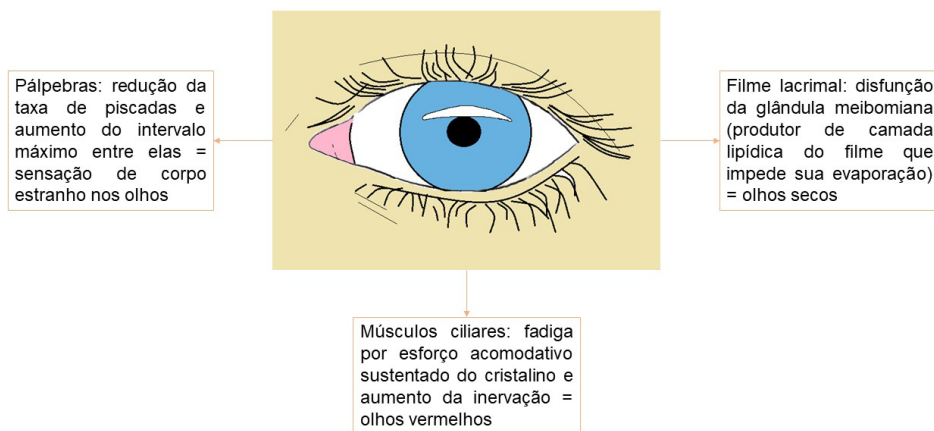 Pálpebras: redução da
taxa de piscadas e
aumento do intervalo
máximo entre elas =
sensação de corpo
estranho nos olhos
Filme lacrimal: disfunção
da glândula meibomiana
(produtor de camada
lipídica do filme que
impede sua evaporação)
= olhos secos
Músculos ciliares: fadiga
por esforço acomodativo
sustentado do cristalino e
aumento da inervação =
olhos vermelhos